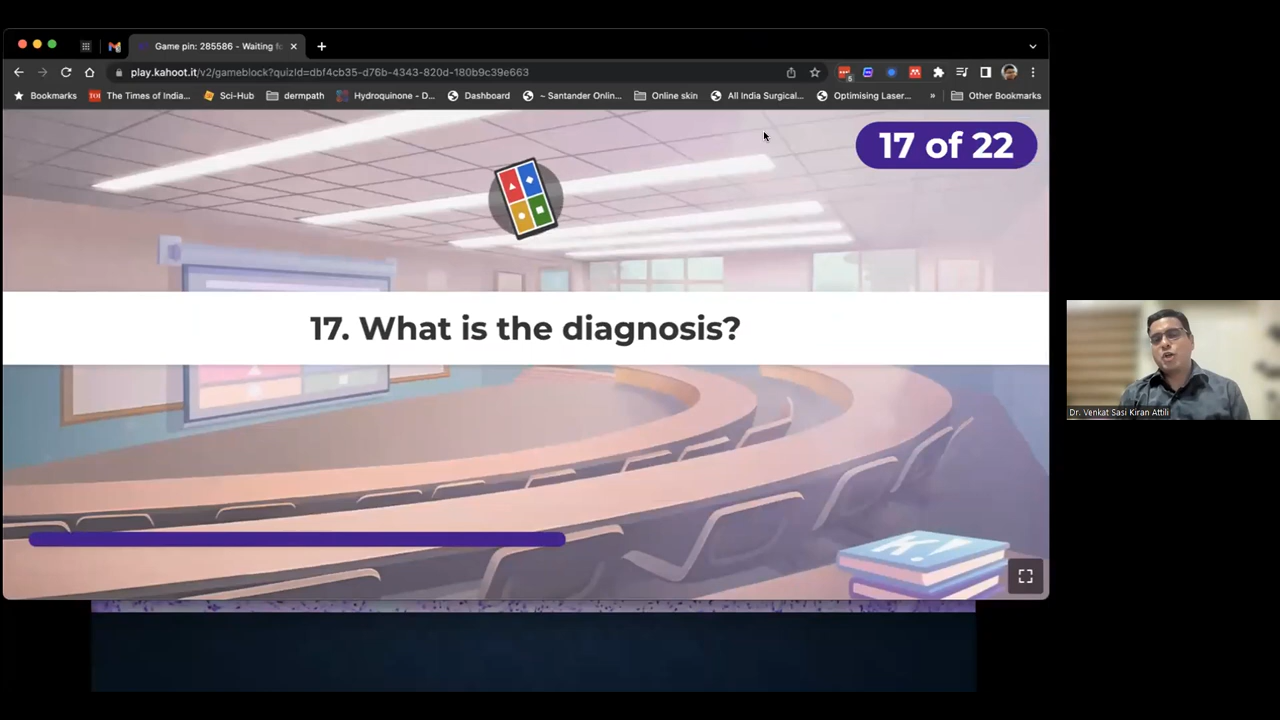 Game pin: 285586 - Waiting fo
play.kahoot.it/v2/gameblock?quizId=dbf4cb35-d76b-4343-820d-180b9c39e663
5
Bookmarks TOI The Times of India... Sci-Hub dermpath Hydroquinone - D... Dashboard ~ Santander Onlin... Online skin All India Surgical... Optimising Laser... » Other Bookmarks
17 of 22
17. What is the diagnosis?
K!
Dr. Venkat Sasi Kiran Attili